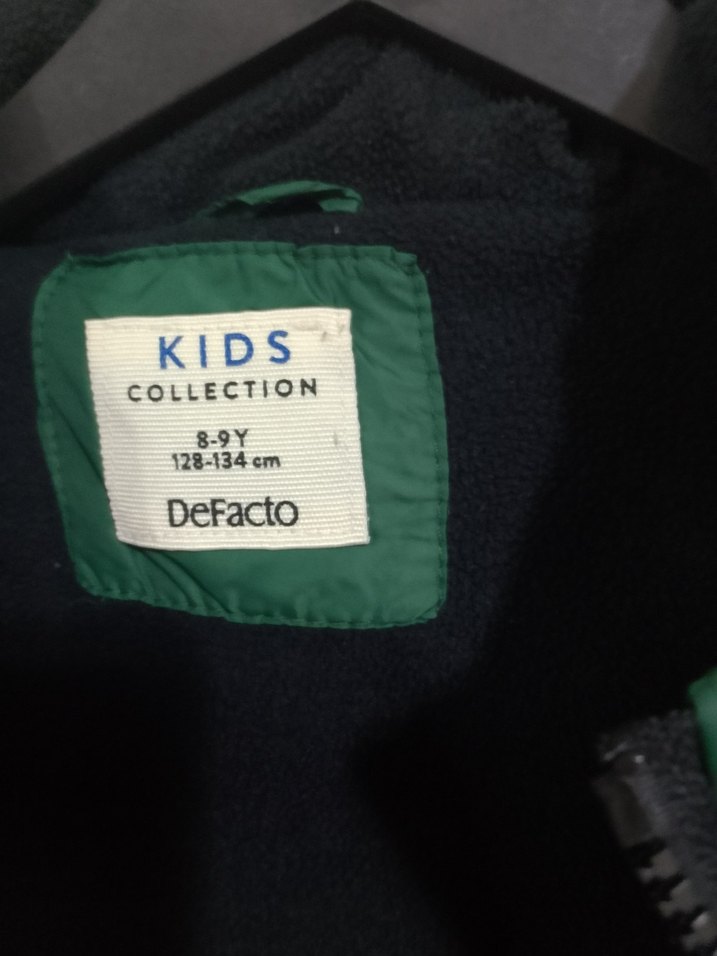 KIDS
COLLECTION
8-9 Y
128-134 cm
DeFacto